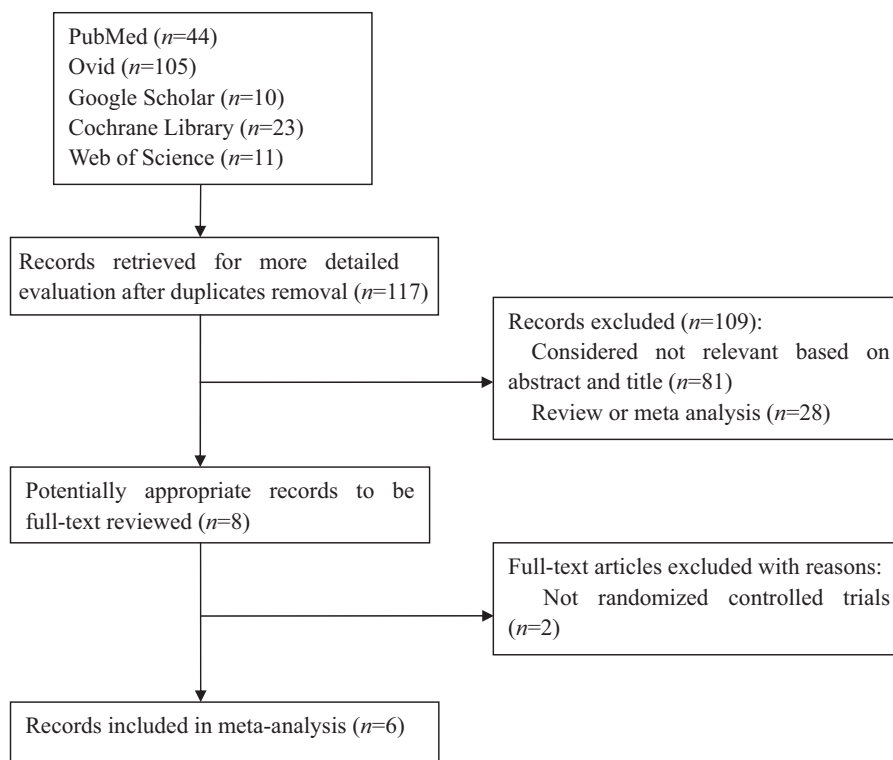 PubMed (n=44)
Ovid (n=105)
Google Scholar (n=10)
Cochrane Library (n=23)
Web of Science (n=11)
Records retrieved for more detailed
evaluation after duplicates removal (n=117)
Records excluded (n=109):
Considered not relevant based on
abstract and title (n=81)
Review or meta analysis (n=28)
Potentially appropriate records to be
full-text reviewed (n=8)
Full-text articles excluded with reasons:
Not randomized controlled trials
(n=2)
Records included in meta-analysis (n=6)